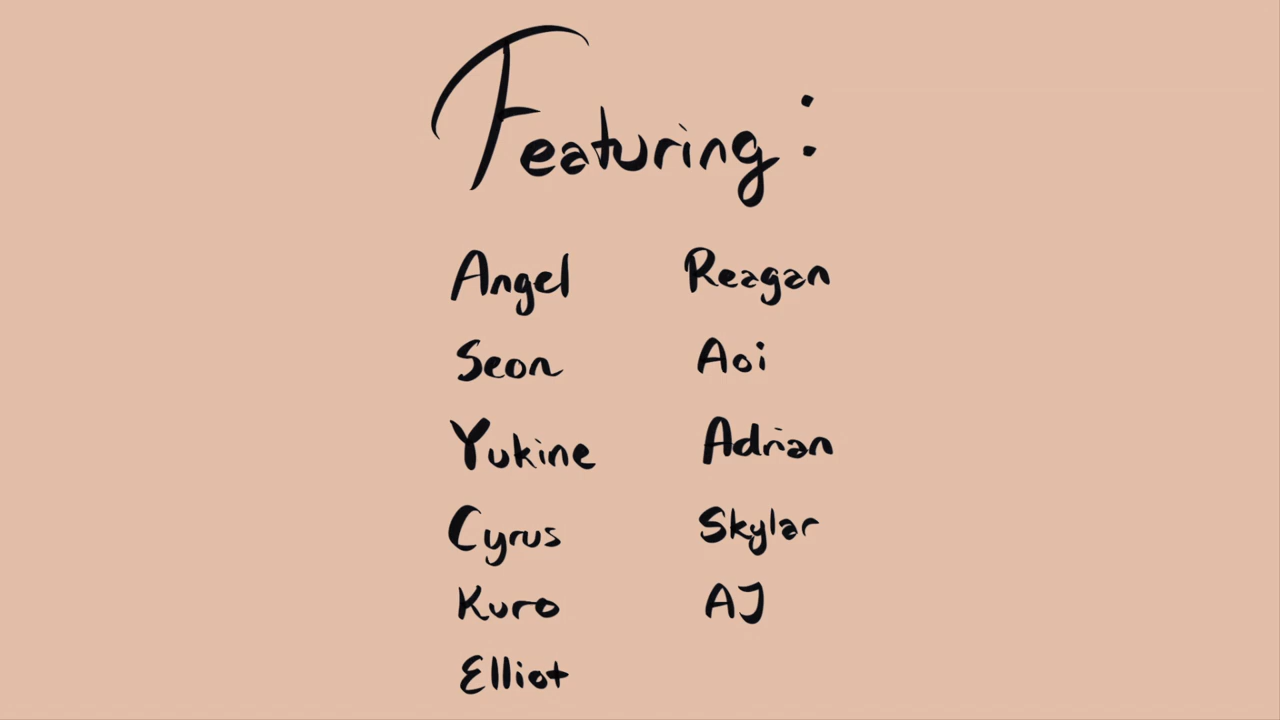 Featuring:
Angel
Seon
Yukine
Cyrus
Kuro
Elliot
Reagan
Aoi
Adrian
Skylar
AJ